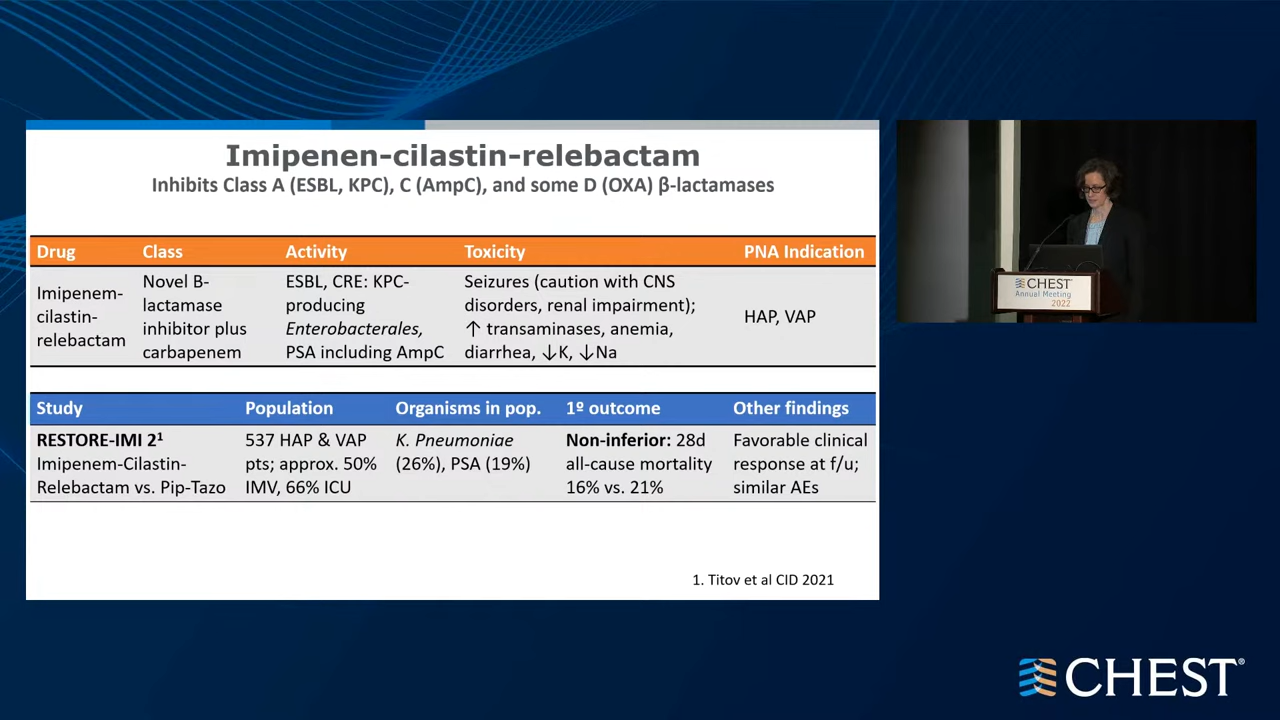 Imipenen-cilastin-relebactam
Inhibits Class A (ESBL, KPC), C (AmpC), and some D (OXA) β-lactamases
Drug Class Activity Toxicity PNA Indication
Imipenem-
cilastin-
relebactam
Novel B-
lactamase
inhibitor plus
carbapenem
ESBL, CRE: KPC-
producing
Enterobacterales,
PSA including AmpC
Seizures (caution with CNS
disorders, renal impairment);
↑ transaminases, anemia,
diarrhea, ↓K, ↓Na
HAP, VAP
Study Population Organisms in pop. 1º outcome Other findings
RESTORE-IMI 2¹
Imipenem-Cilastin-
Relebactam vs. Pip-Tazo
537 HAP & VAP
pts; approx. 50%
IMV, 66% ICU
K. Pneumoniae
(26%), PSA (19%)
Non-inferior: 28d
all-cause mortality
16% vs. 21%
Favorable clinical
response at f/u;
similar AEs
1. Titov et al CID 2021
CHEST
Annual Meeting
2022
CHEST®